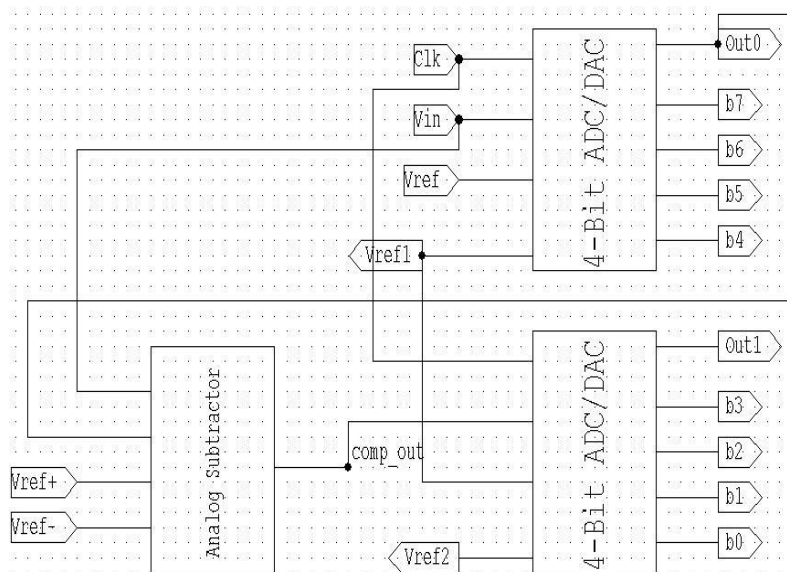 Clk
Vin
Vref
Vref1
4-Bit ADC/DAC
Out0
b7
b6
b5
b4
Analog Subtractor
Vref+
Vref-
comp_out
Vref2
4-Bit ADC/DAC
Out1
b3
b2
b1
b0